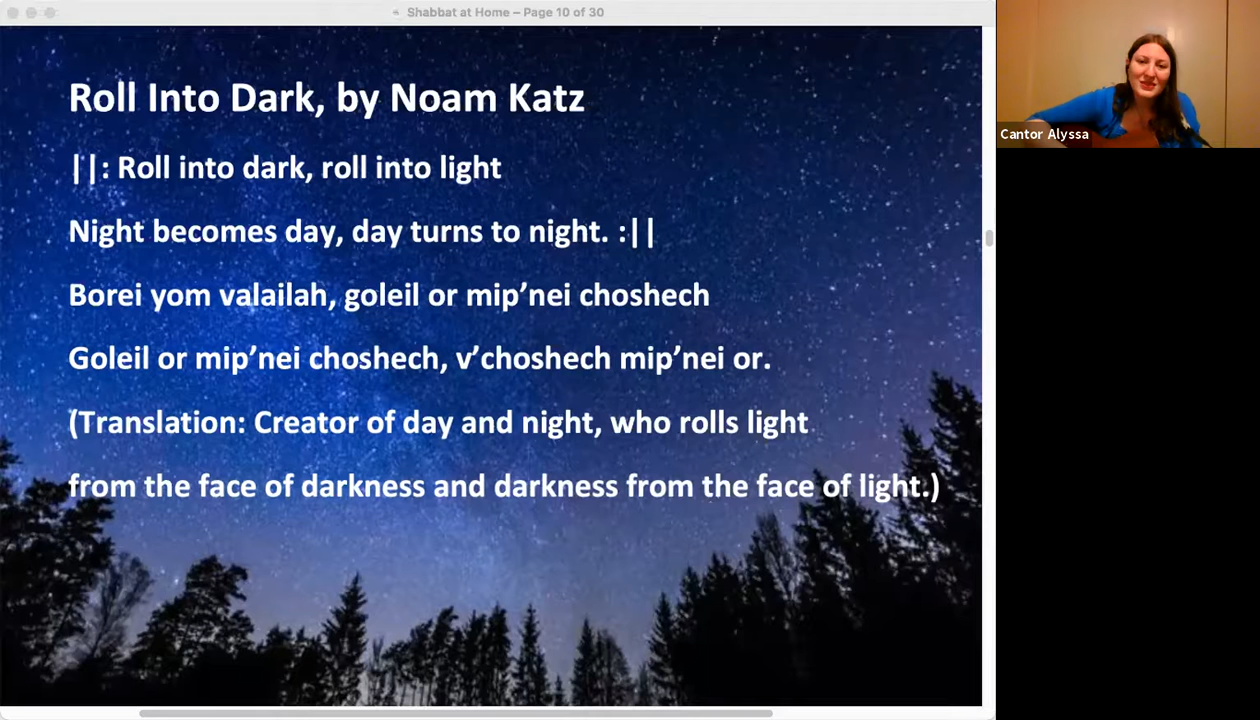 Shabbat at Home – Page 10 of 30
Roll Into Dark, by Noam Katz
||: Roll into dark, roll into light
Night becomes day, day turns to night. :||
Borei yom valailah, goleil or mip’nei choshech
Goleil or mip’nei choshech, v’choshech mip’nei or.
(Translation: Creator of day and night, who rolls light
from the face of darkness and darkness from the face of light.)
Cantor Alyssa